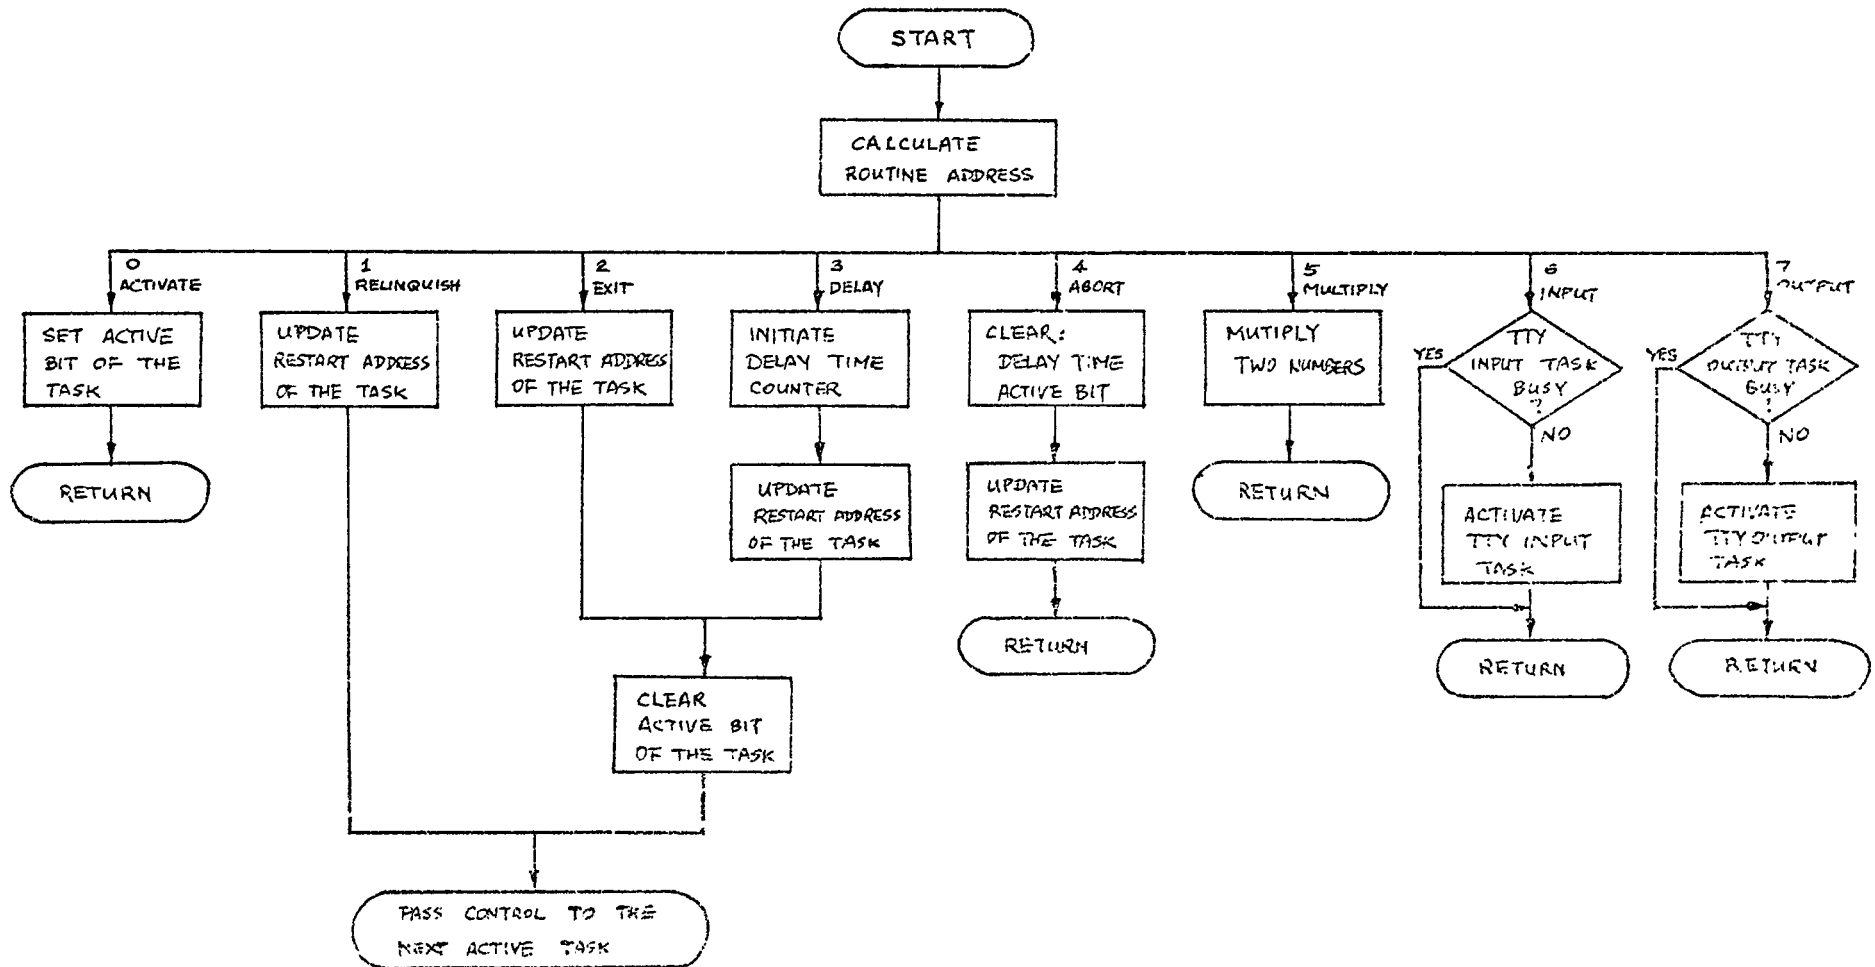 START
CALCULATE
ROUTINE ADDRESS
0
ACTIVATE
1
RELINQUISH
2
EXIT
3
DELAY
4
ABORT
5
MULTIPLY
6
INPUT
7
OUTPUT
SET ACTIVE
BIT OF THE
TASK
RETURN
UPDATE
RESTART ADDRESS
OF THE TASK
UPDATE
RESTART ADDRESS
OF THE TASK
INITIATE
DELAY TIME
COUNTER
UPDATE
RESTART ADDRESS
OF THE TASK
CLEAR
ACTIVE BIT
OF THE TASK
PASS CONTROL TO THE
NEXT ACTIVE TASK
CLEAR:
DELAY TIME
ACTIVE BIT
UPDATE
RESTART ADDRESS
OF THE TASK
RETURN
MUTIPLY
TWO NUMBERS
RETURN
YES
TTY
INPUT TASK
BUSY
?
NO
ACTIVATE
TTY INPUT
TASK
RETURN
YES
TTY
OUTPUT TASK
BUSY
?
NO
ACTIVATE
TTY OUTPUT
TASK
RETURN